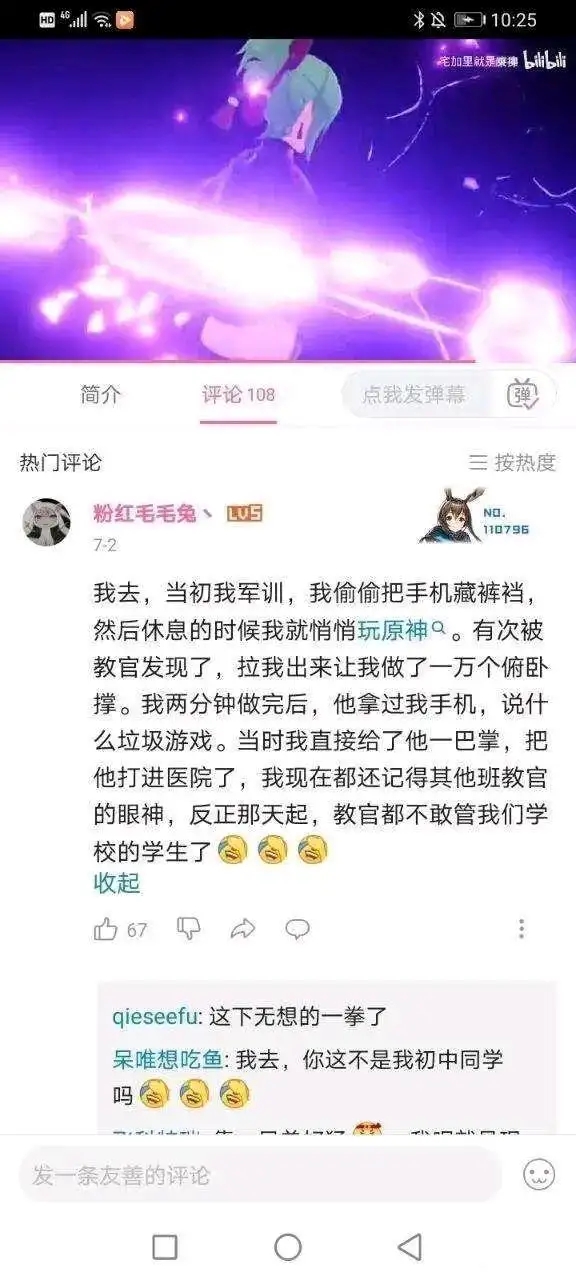 HD 4G 10:25
宅加里就是
bilibili
简介 评论 108 点我发弹幕 弹
热门评论 按热度
粉红毛毛兔丶 LV5
NO.
110796
7-2
我去，当初我军训，我偷偷把手机藏裤裆，
然后休息的时候我就悄悄玩原神。有次被
教官发现了，拉我出来让我做了一万个俯卧
撑。我两分钟做完后，他拿过我手机，说什
么垃圾游戏。当时我直接给了他一巴掌，把
他打进医院了，我现在都还记得其他班教官
的眼神，反正那天起，教官都不敢管我们学
校的学生了
收起
67
qieseefu: 这下无想的一拳了
呆唯想吃鱼: 我去，你这不是我初中同学
吗
发一条友善的评论